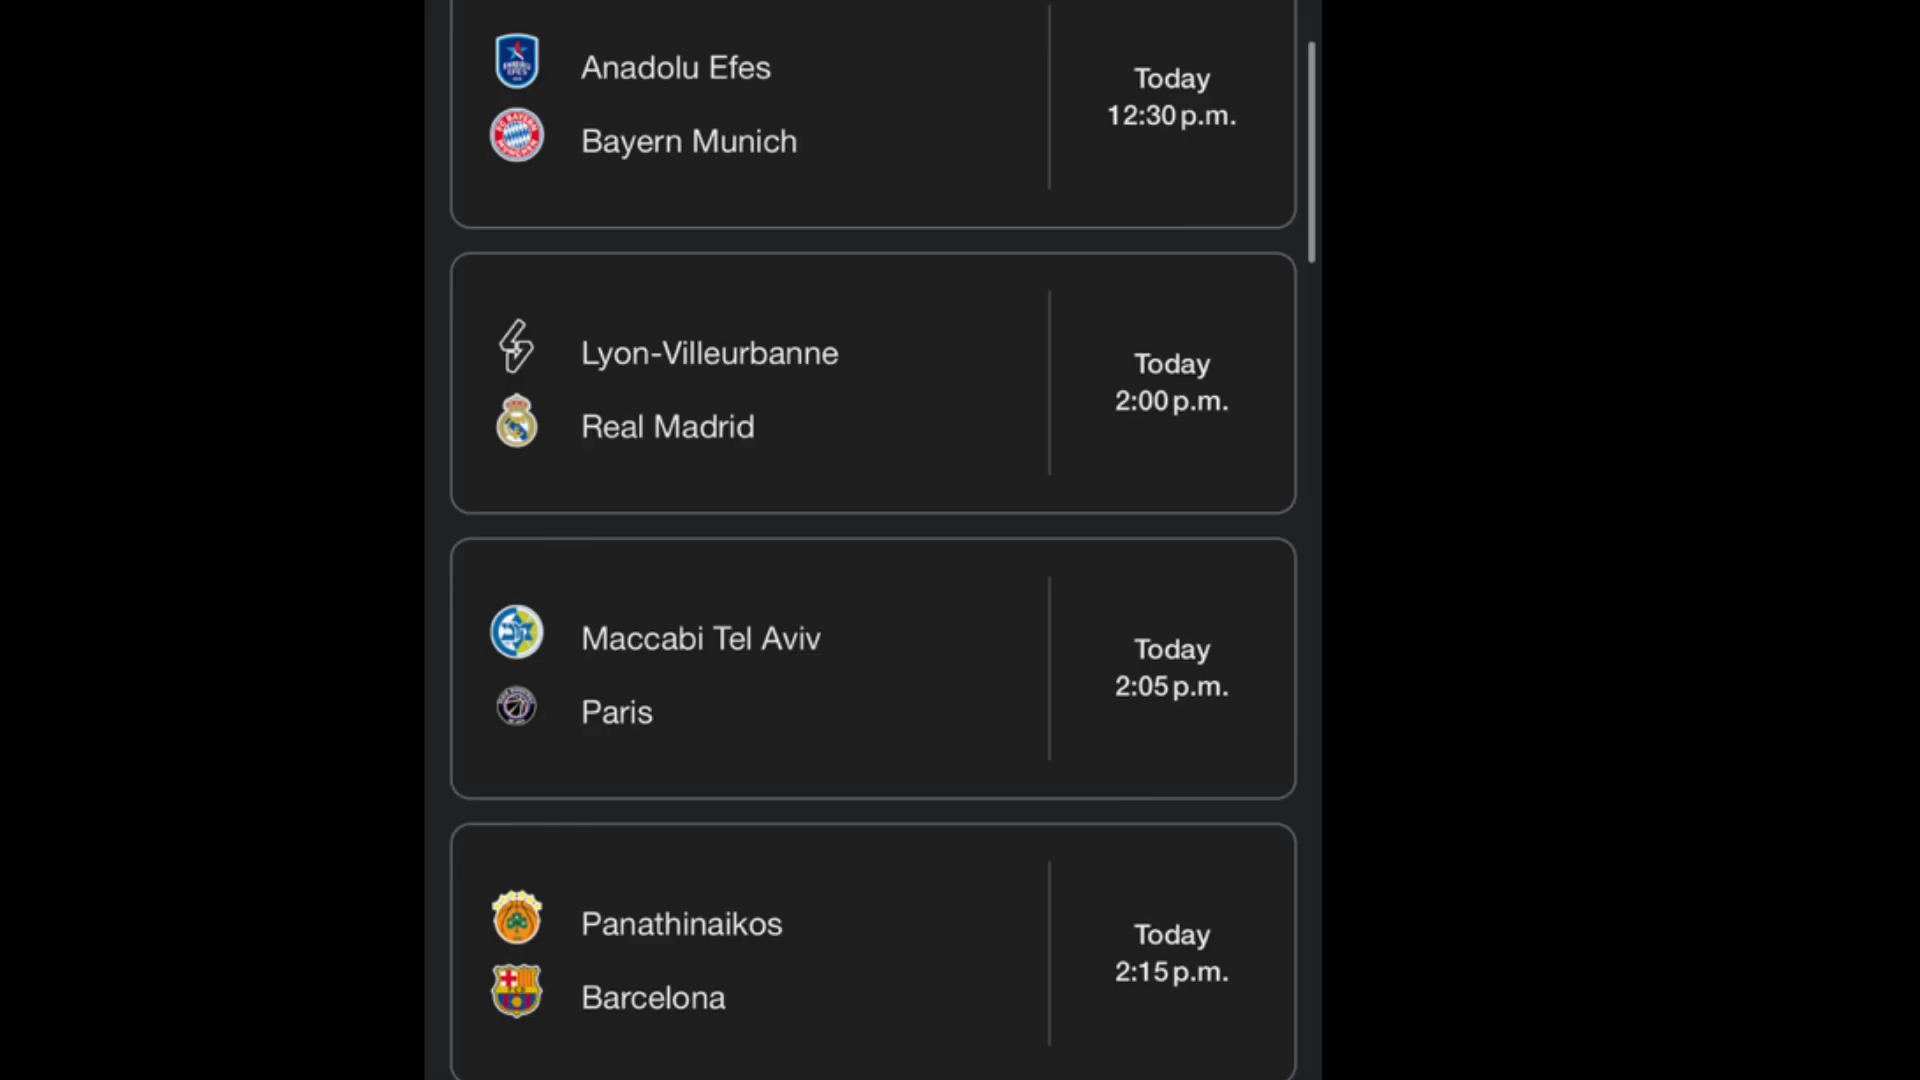 Anadolu Efes
Today
12:30 p.m.
Bayern Munich
Lyon-Villeurbanne
Today
2:00 p.m.
Real Madrid
Maccabi Tel Aviv
Today
2:05 p.m.
Paris
Panathinaikos
Today
2:15 p.m.
Barcelona